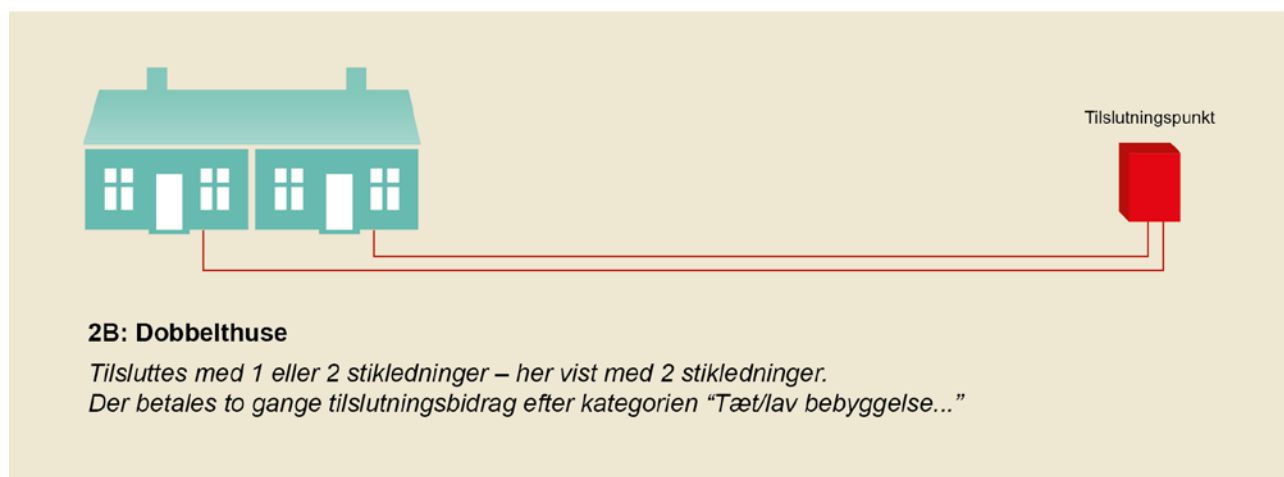 Tilslutningspunkt
2B: Dobbelthuse
Tilsluttes med 1 eller 2 stikledninger – her vist med 2 stikledninger.
Der betales to gange tilslutningsbidrag efter kategorien “Tæt/lav bebyggelse...”